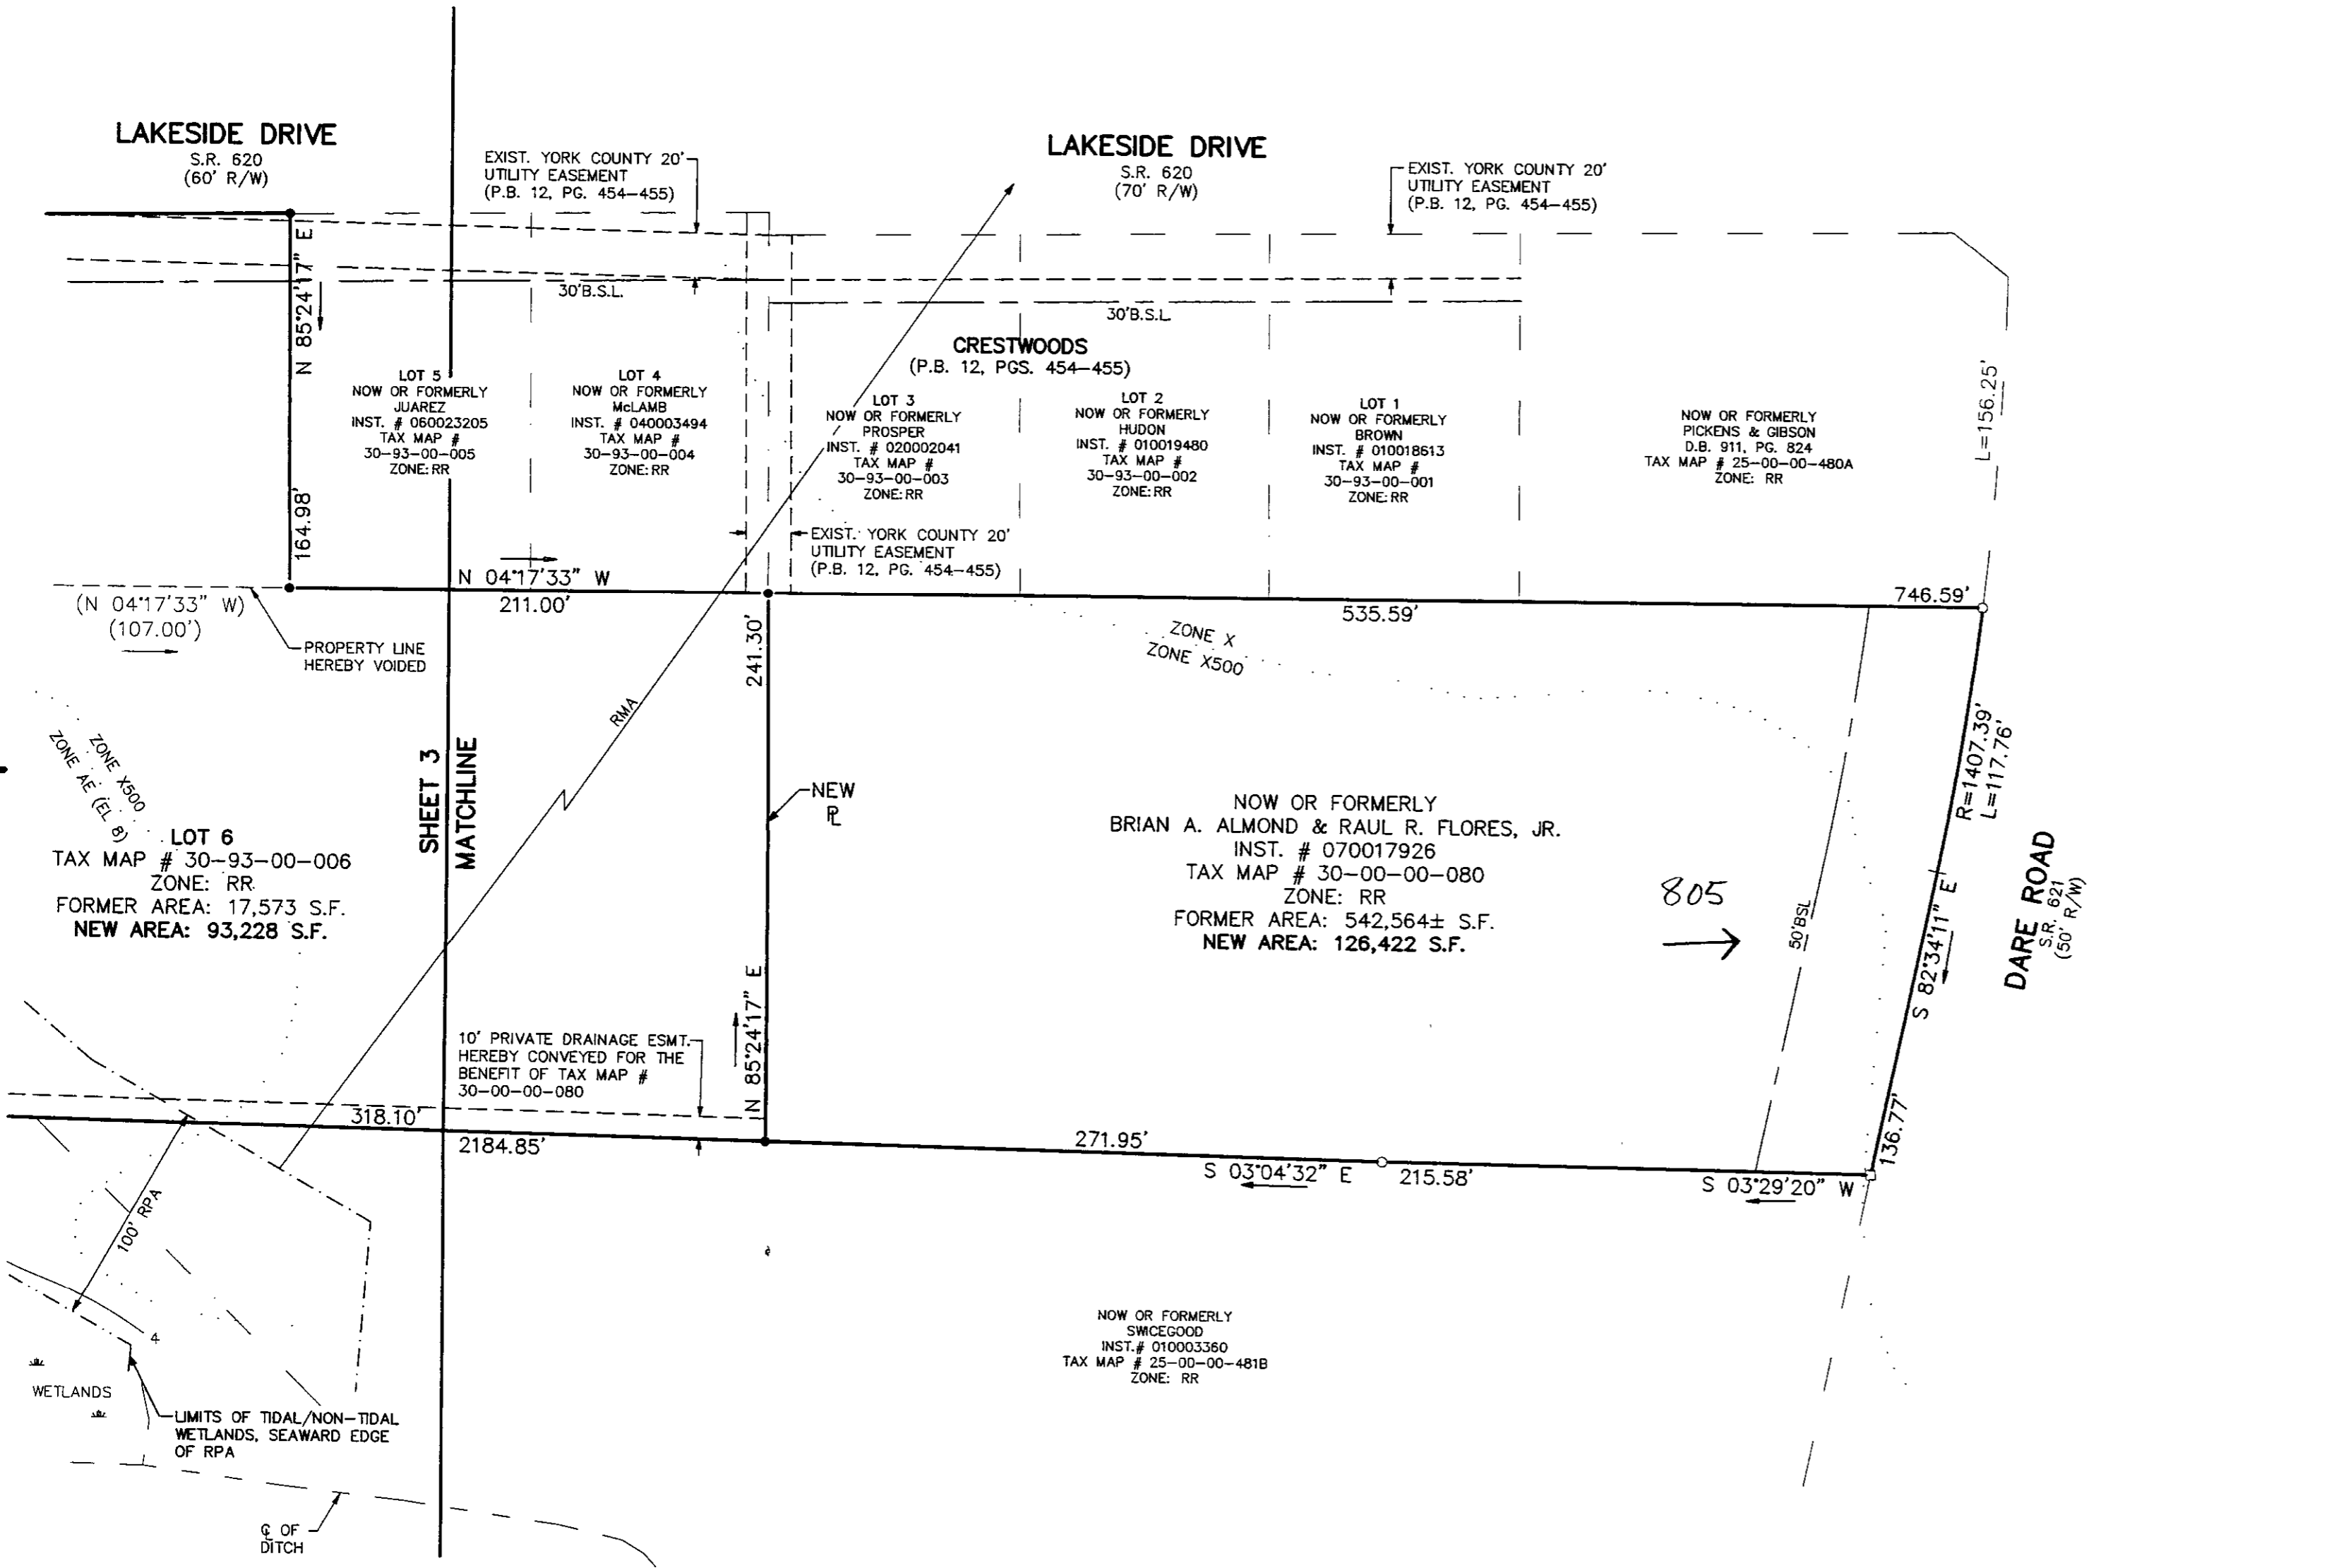 LAKESIDE DRIVE
S.R. 620
(60' R/W)
EXIST. YORK COUNTY 20'
UTILITY EASEMENT
(P.B. 12, PG. 454-455)
LAKESIDE DRIVE
S.R. 620
(70' R/W)
EXIST. YORK COUNTY 20'
UTILITY EASEMENT
(P.B. 12, PG. 454-455)
N 85°24'17" E
164.98'
30'B.S.L.
30'B.S.L.
CRESTWOODS
(P.B. 12, PGS. 454-455)
LOT 5
NOW OR FORMERLY
JUAREZ
INST. # 060023205
TAX MAP #
30-93-00-005
ZONE: RR
LOT 4
NOW OR FORMERLY
McLAMB
INST. # 040003494
TAX MAP #
30-93-00-004
ZONE: RR
LOT 3
NOW OR FORMERLY
PROSPER
INST. # 020002041
TAX MAP #
30-93-00-003
ZONE: RR
LOT 2
NOW OR FORMERLY
HUDON
INST. # 010019480
TAX MAP #
30-93-00-002
ZONE: RR
LOT 1
NOW OR FORMERLY
BROWN
INST. # 010018613
TAX MAP #
30-93-00-001
ZONE: RR
NOW OR FORMERLY
PICKENS & GIBSON
D.B. 911, PG. 824
TAX MAP # 25-00-00-480A
ZONE: RR
L=156.25'
EXIST. YORK COUNTY 20'
UTILITY EASEMENT
(P.B. 12, PG. 454-455)
N 04°17'33" W
211.00'
(N 04°17'33" W)
(107.00')
PROPERTY LINE
HEREBY VOIDED
535.59'
746.59'
241.30'
ZONE X
ZONE X500
RMA
ZONE X500
ZONE AE (EL 8)
SHEET 3
MATCHLINE
NEW
PL
R=1407.39'
L=117.76'
LOT 6
TAX MAP # 30-93-00-006
ZONE: RR
FORMER AREA: 17,573 S.F.
NEW AREA: 93,228 S.F.
NOW OR FORMERLY
BRIAN A. ALMOND & RAUL R. FLORES, JR.
INST. # 070017926
TAX MAP # 30-00-00-080
ZONE: RR
FORMER AREA: 542,564± S.F.
NEW AREA: 126,422 S.F.
805
50'BSL
S 82°34'11" E
136.77'
DARE ROAD
S.R. 621
(50' R/W)
10' PRIVATE DRAINAGE ESMT.
HEREBY CONVEYED FOR THE
BENEFIT OF TAX MAP #
30-00-00-080
N 85°24'17" E
318.10'
2184.85'
271.95'
S 03°04'32" E
215.58'
S 03°29'20" W
100' RPA
4
WETLANDS
LIMITS OF TIDAL/NON-TIDAL
WETLANDS, SEAWARD EDGE
OF RPA
NOW OR FORMERLY
SWICEGOOD
INST.# 010003360
TAX MAP # 25-00-00-481B
ZONE: RR
CL OF
DITCH